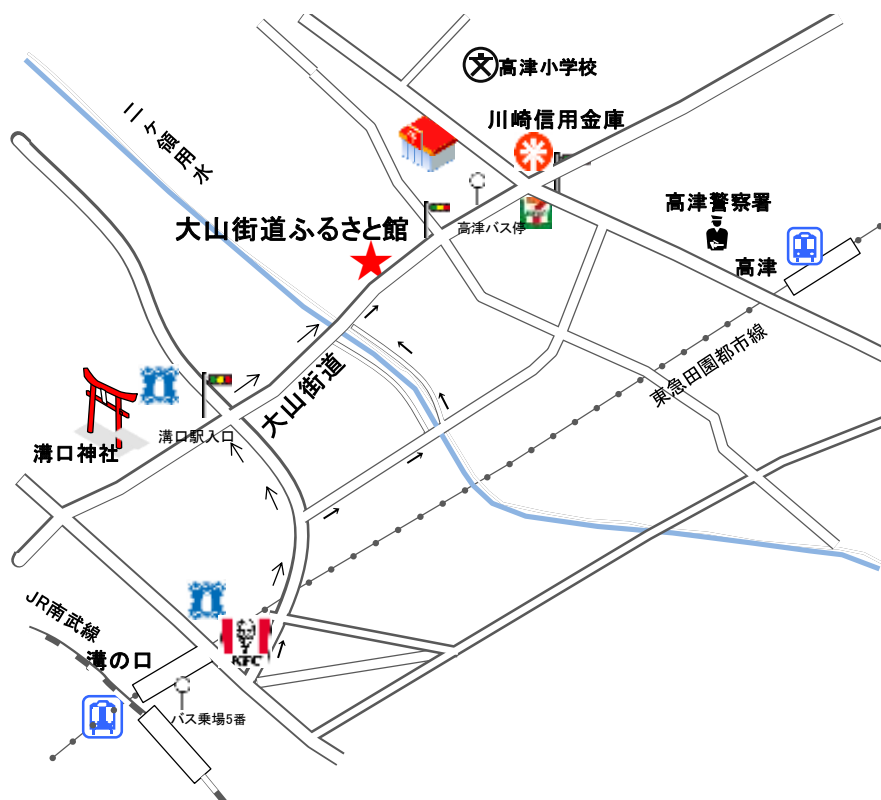 高津小学校
川崎信用金庫
二ヶ領用水
高津警察署
大山街道ふるさと館
高津バス停
高津
東急田園都市線
大山街道
溝口駅入口
溝口神社
JR南武線
KFC
溝の口
バス乗場5番